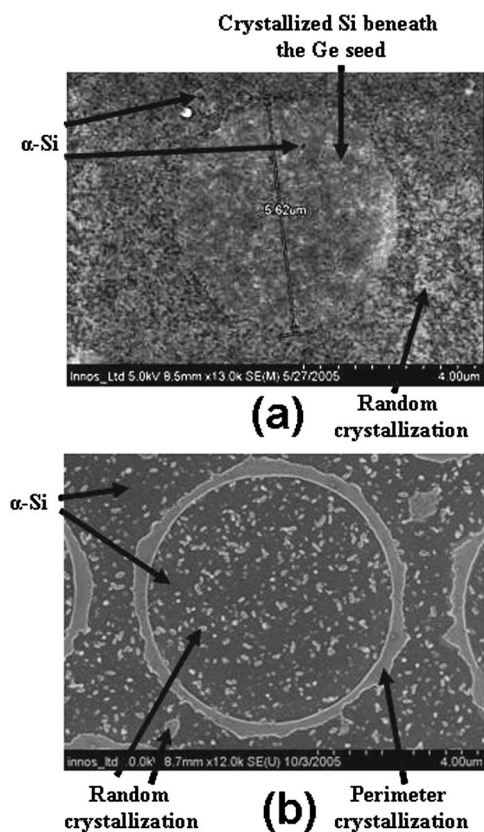 Crystallized Si beneath
the Ge seed
α-Si
5.62um
Innos_Ltd 5.0kV 8.5mm x13.0k SE(M) 5/27/2005
4.00um
(a)
Random
crystallization
α-Si
innos_ltd .0.0kV 8.7mm x12.0k SE(U) 10/3/2005
4.00um
Random
crystallization
(b)
Perimeter
crystallization